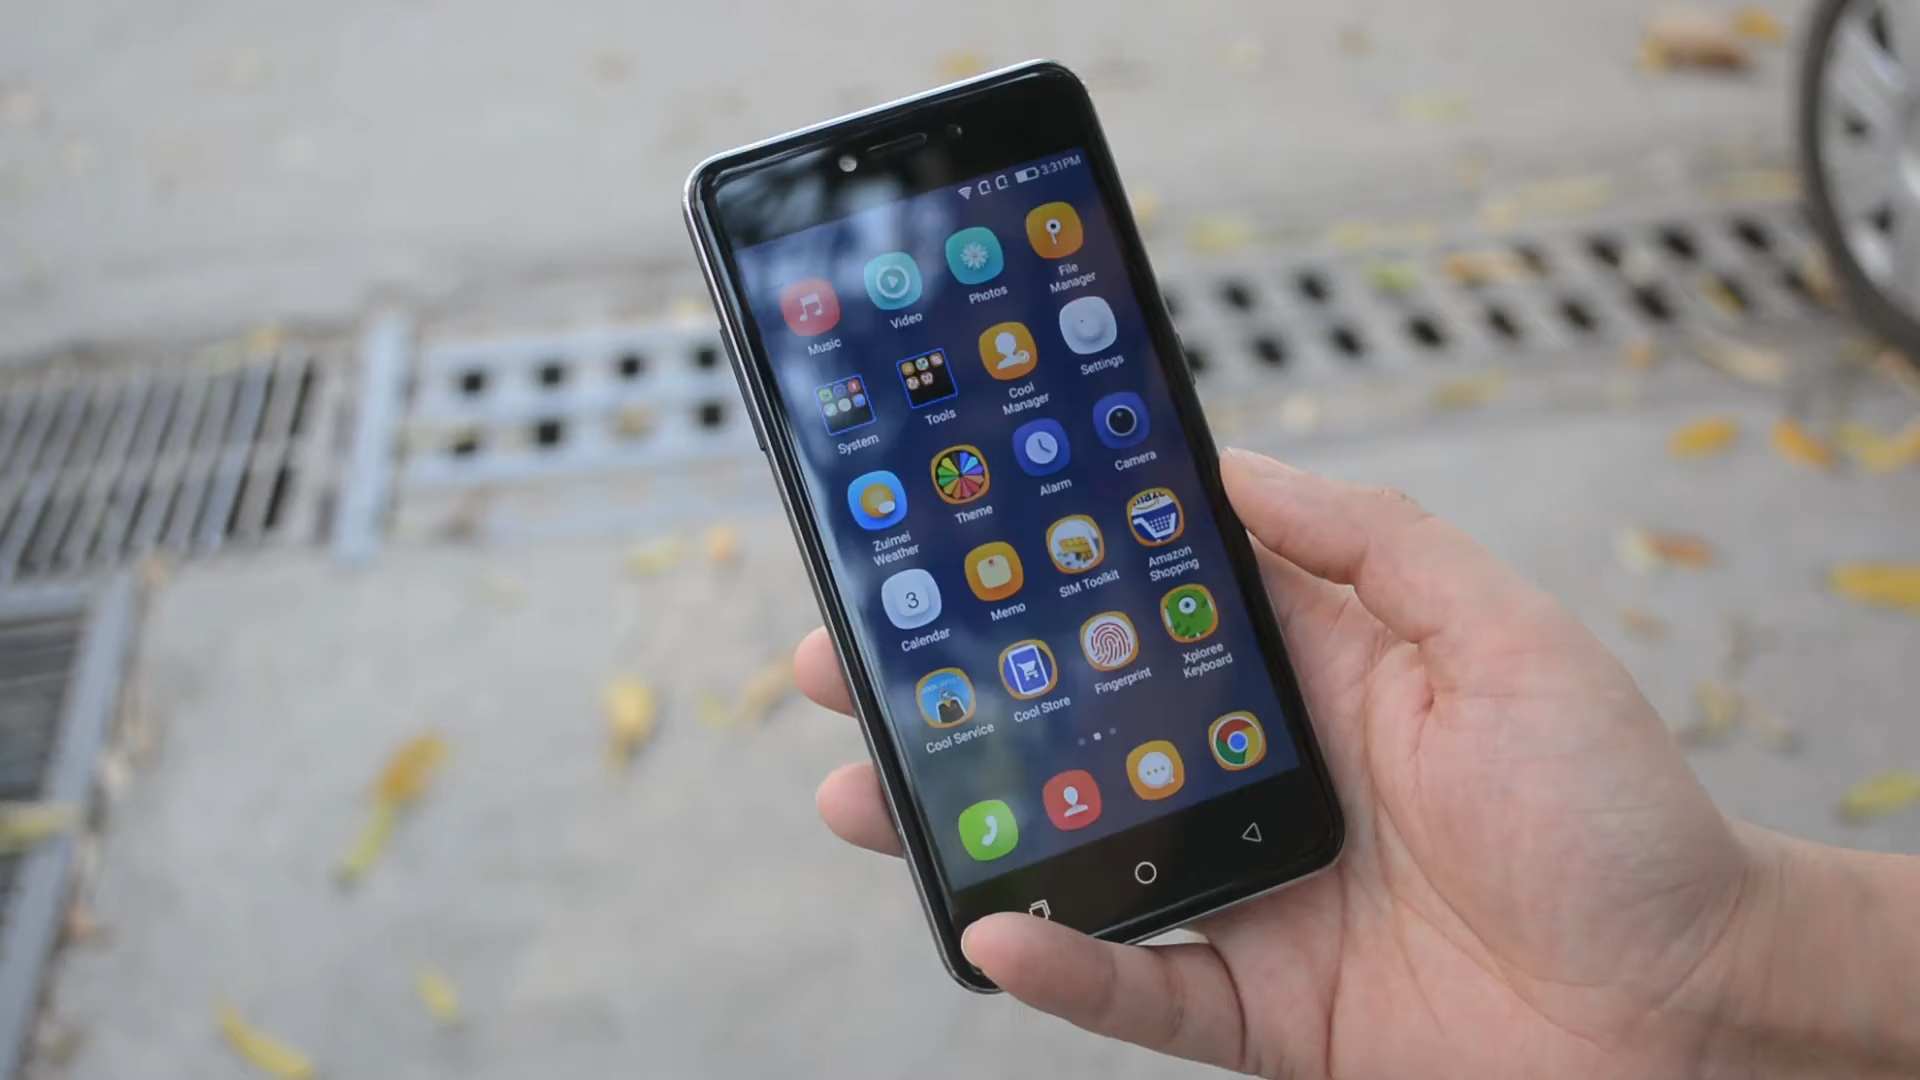 3:31PM
Music
Video
Photos
File
Manager
System
Tools
Cool
Manager
Settings
Zuimei
Weather
Theme
Alarm
Camera
3
Calendar
Memo
SIM Toolkit
Amazon
Shopping
Cool Service
Cool Store
Fingerprint
Xploree
Keyboard